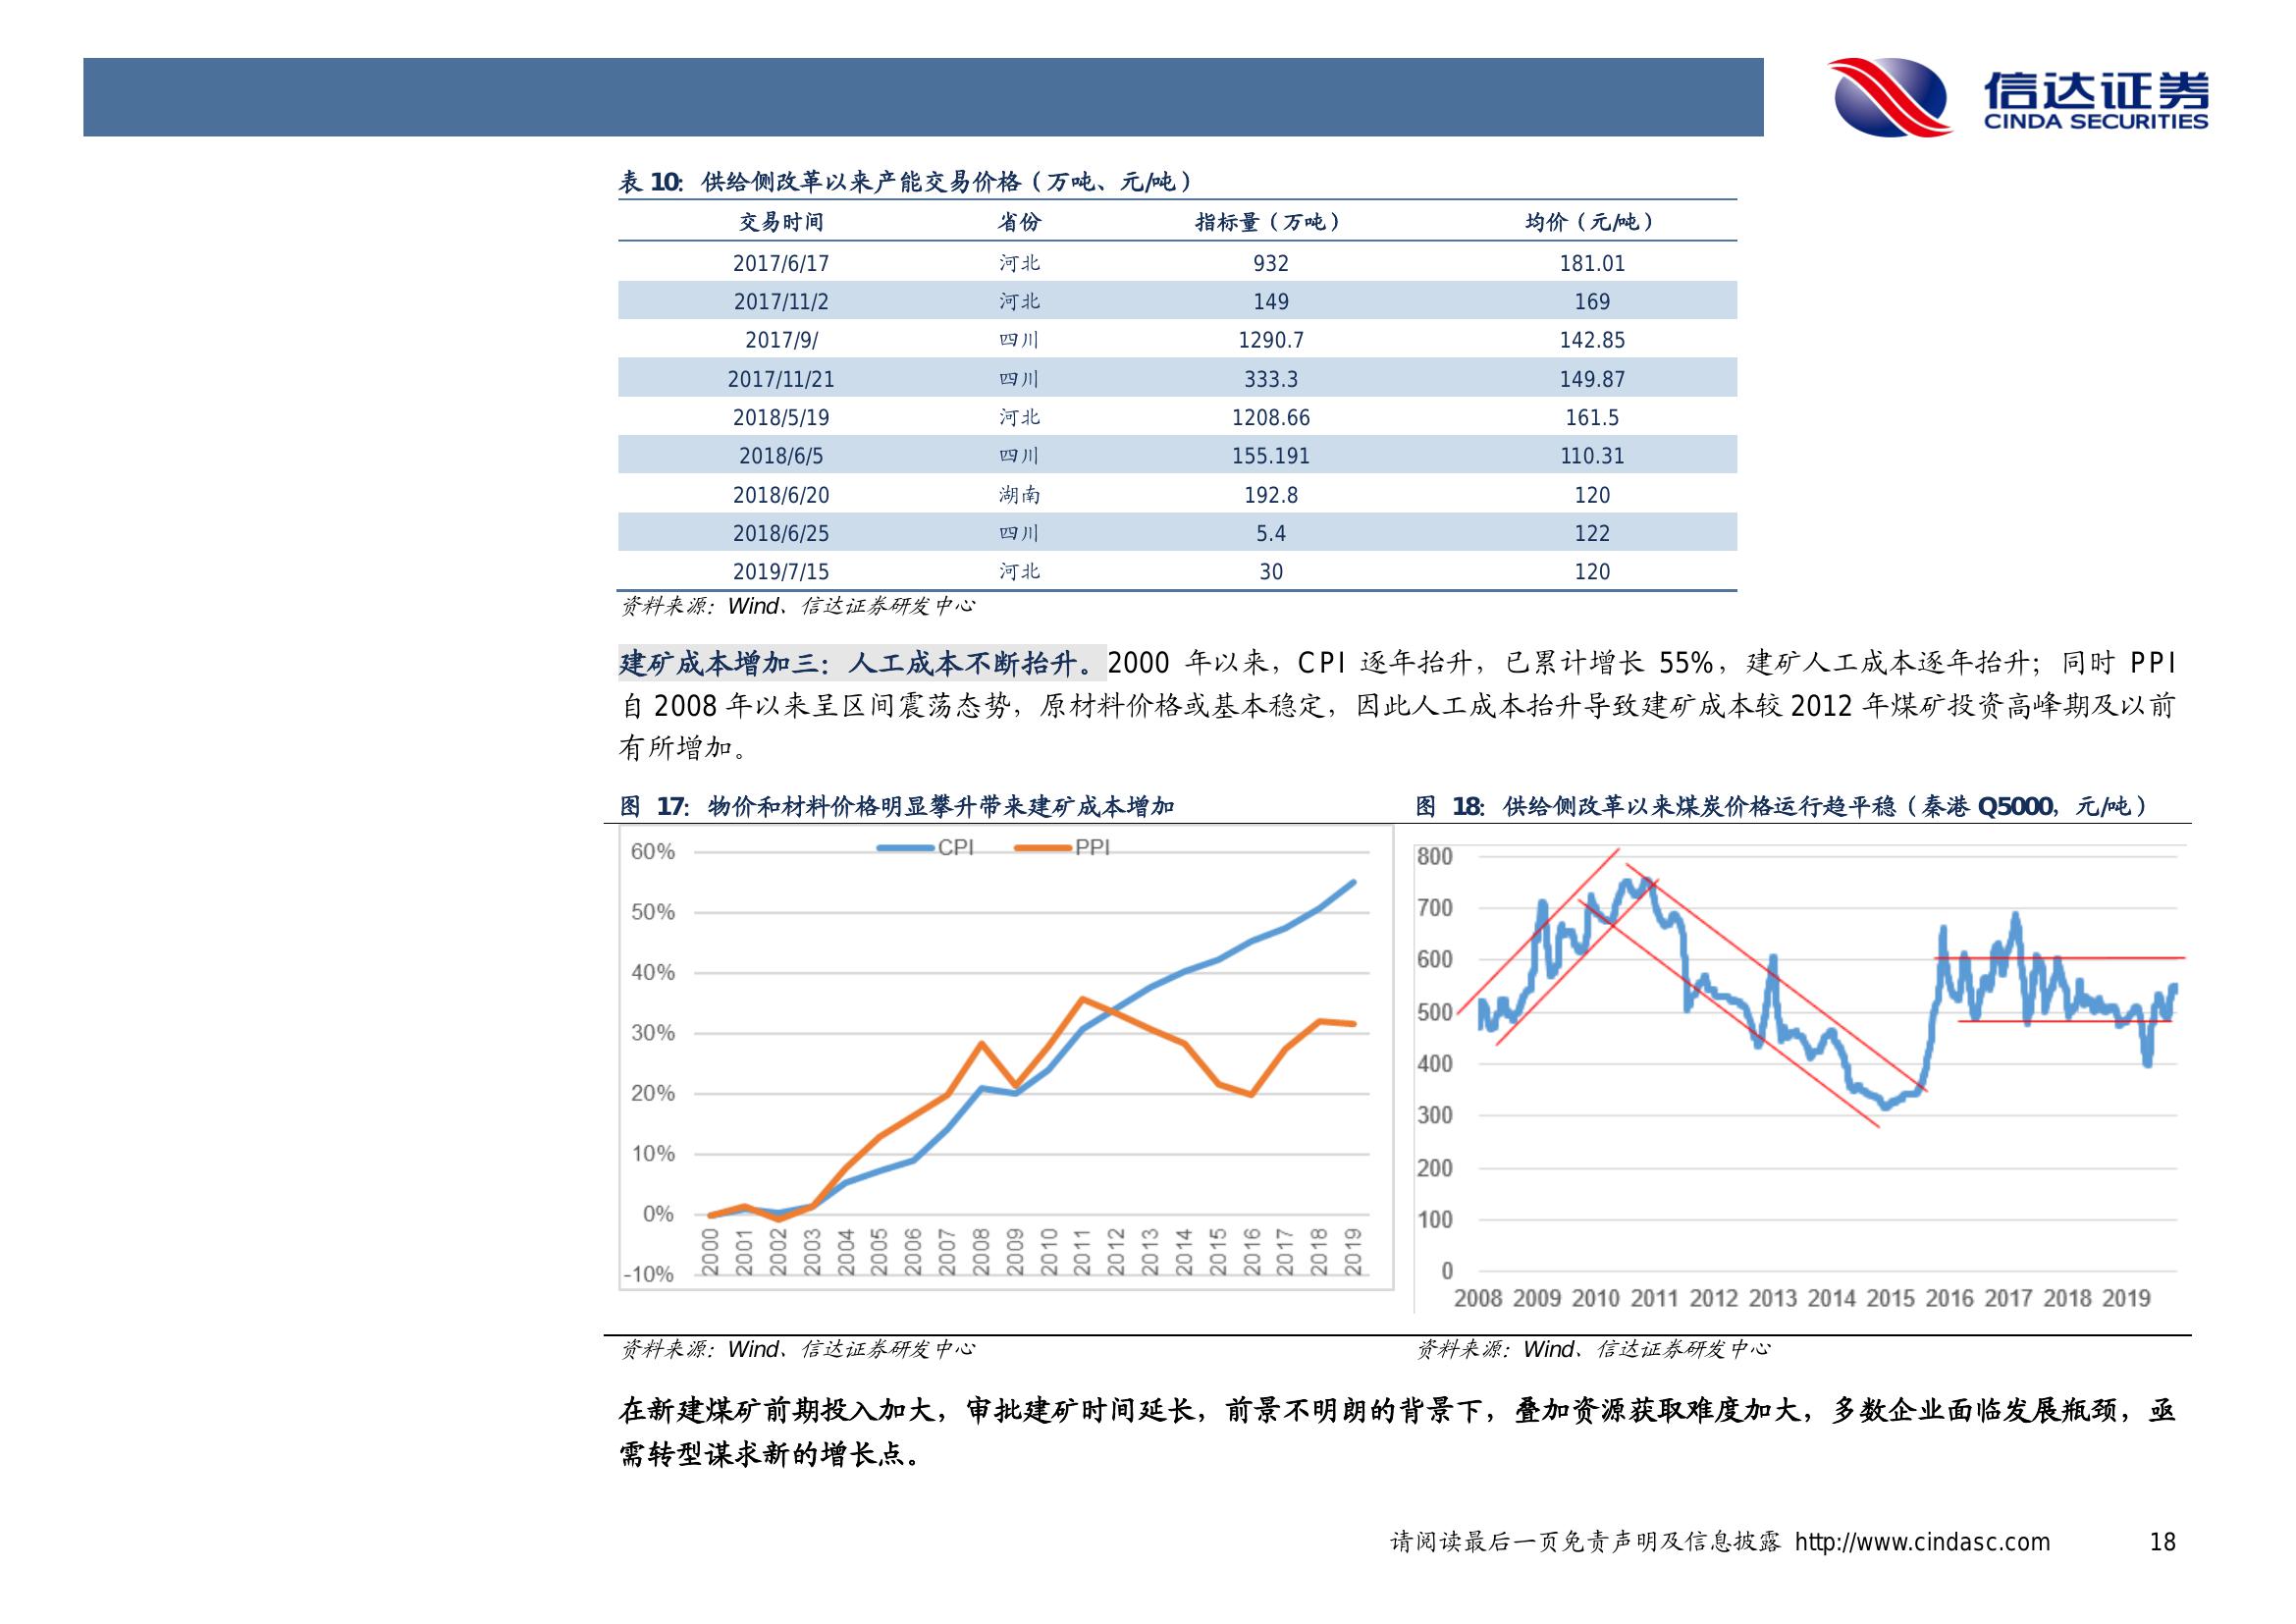 信达证券
CINDA SECURITIES
表 10：供给侧改革以来产能交易价格（万吨、元/吨）
交易时间 省份 指标量（万吨） 均价（元/吨）
2017/6/17 河北 932 181.01
2017/11/2 河北 149 169
2017/9/ 四川 1290.7 142.85
2017/11/21 四川 333.3 149.87
2018/5/19 河北 1208.66 161.5
2018/6/5 四川 155.191 110.31
2018/6/20 湖南 192.8 120
2018/6/25 四川 5.4 122
2019/7/15 河北 30 120
资料来源：Wind、信达证券研发中心
建矿成本增加三：人工成本不断抬升。2000 年以来，CPI 逐年抬升，已累计增长 55%，建矿人工成本逐年抬升；同时 PPI
自 2008 年以来呈区间震荡态势，原材料价格或基本稳定，因此人工成本抬升导致建矿成本较 2012 年煤矿投资高峰期及以前
有所增加。
图 17：物价和材料价格明显攀升带来建矿成本增加
CPI PPI
60%
50%
40%
30%
20%
10%
0%
-10%
2000 2001 2002 2003 2004 2005 2006 2007 2008 2009 2010 2011 2012 2013 2014 2015 2016 2017 2018 2019
资料来源：Wind、信达证券研发中心
图 18：供给侧改革以来煤炭价格运行趋平稳（秦港 Q5000，元/吨）
800
700
600
500
400
300
200
100
0
2008 2009 2010 2011 2012 2013 2014 2015 2016 2017 2018 2019
资料来源：Wind、信达证券研发中心
在新建煤矿前期投入加大，审批建矿时间延长，前景不明朗的背景下，叠加资源获取难度加大，多数企业面临发展瓶颈，亟
需转型谋求新的增长点。
请阅读最后一页免责声明及信息披露 http://www.cindasc.com 18